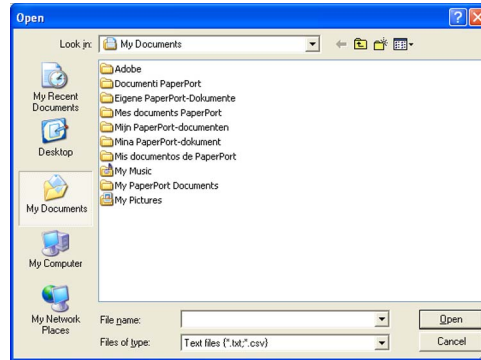 Open
Look in:
My Documents
My Recent
Documents
Desktop
My Documents
My Computer
My Network
Places
Adobe
Documenti PaperPort
Eigene PaperPort-Dokumente
Mes documents PaperPort
Mijn PaperPort-documenten
Mina PaperPort-dokument
Mis documentos de PaperPort
My Music
My PaperPort Documents
My Pictures
File name:
Open
Files of type:
Text files {*.txt;*.csv}
Cancel